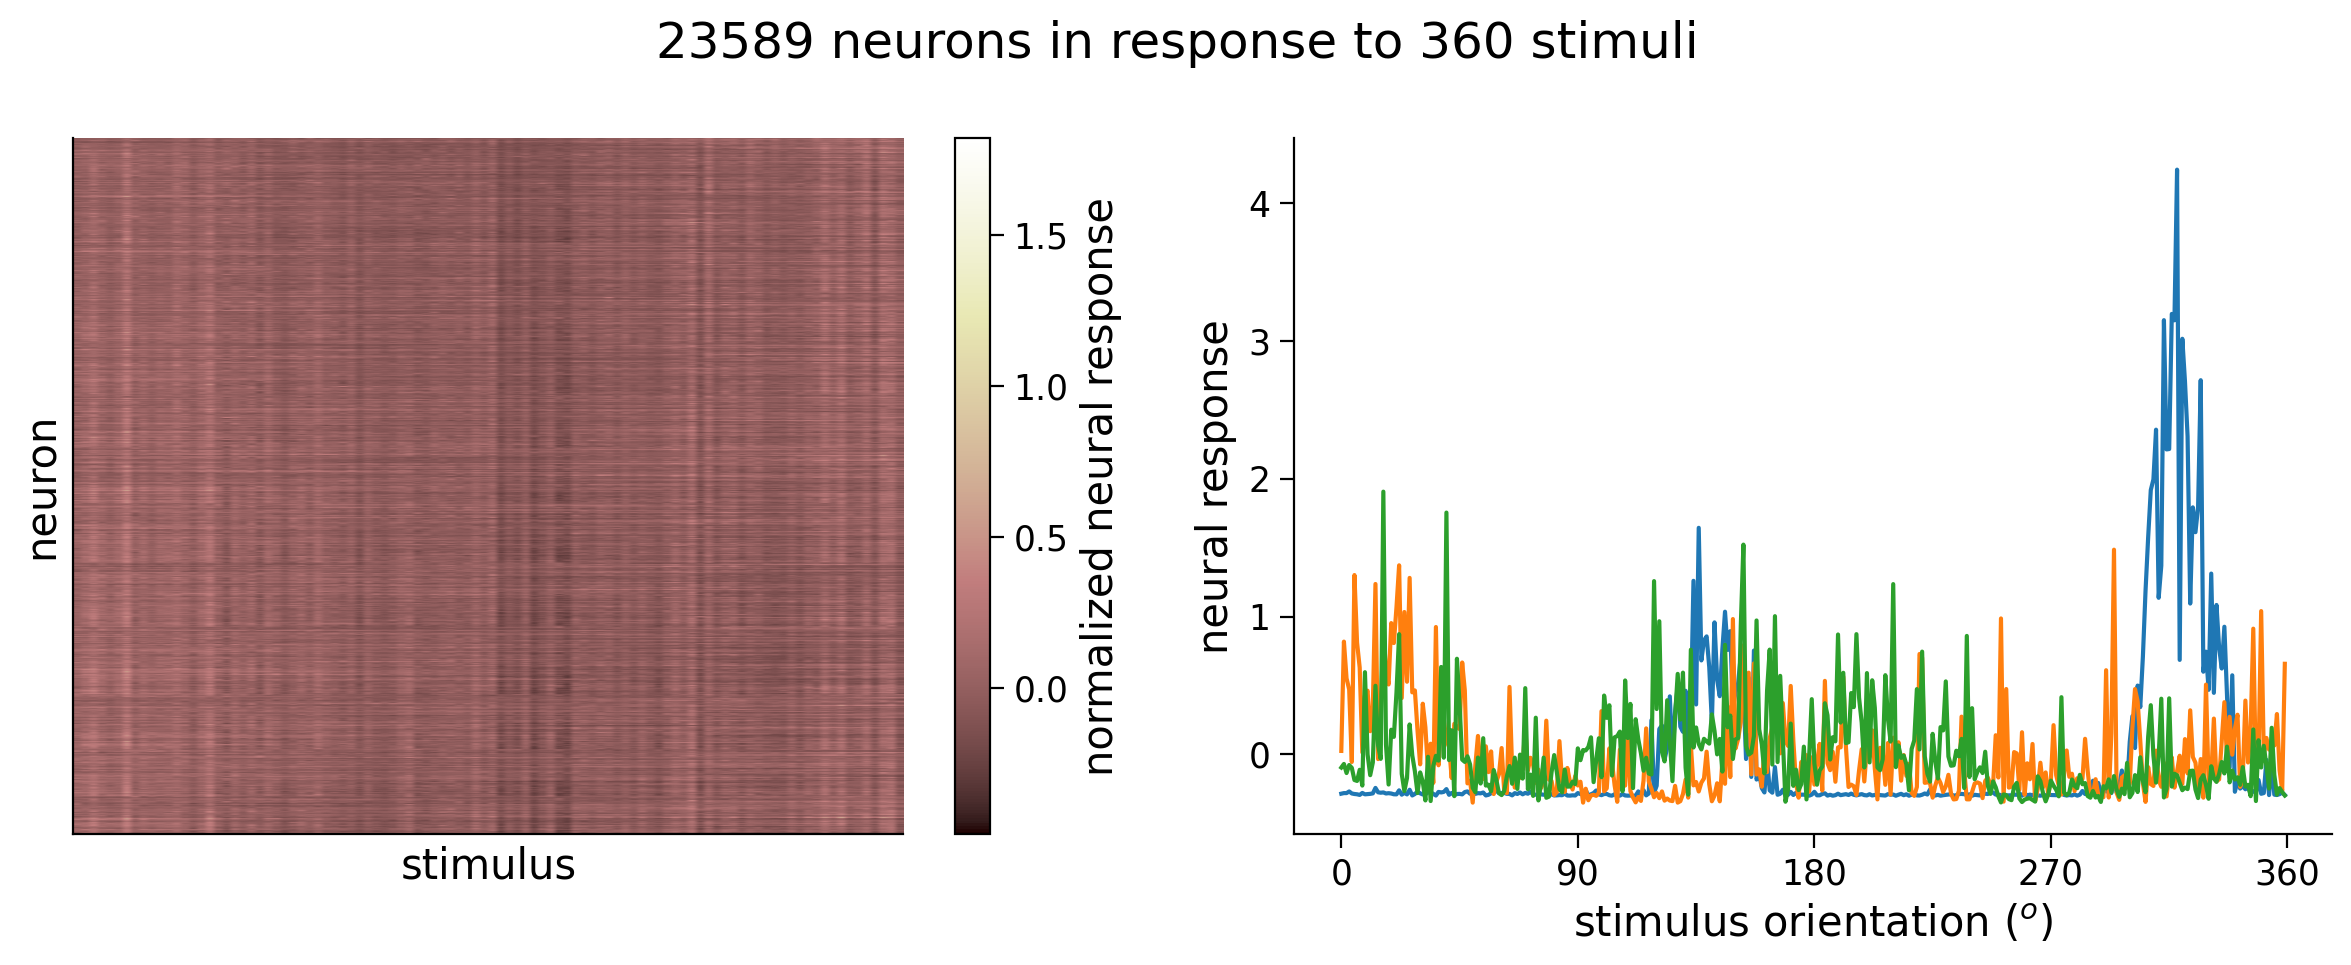 23589 neurons in response to 360 stimuli
neuron
stimulus
1.5
1.0
0.5
0.0
normalized neural response
neural response
4
3
2
1
0
0 90 180 270 360
stimulus orientation (o)